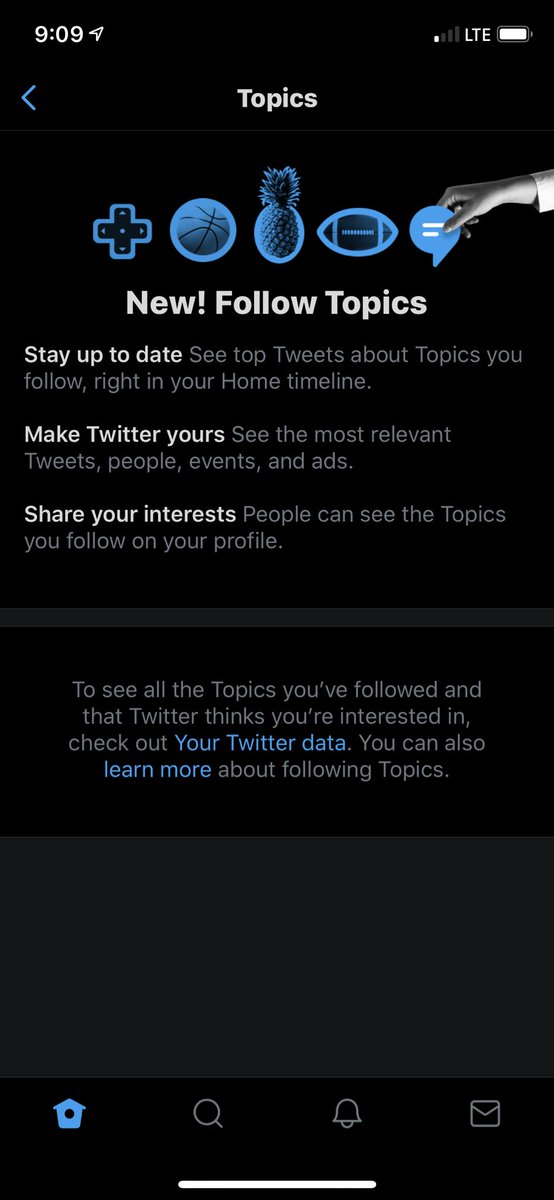 9:09 LTE
Topics
New! Follow Topics
Stay up to date See top Tweets about Topics you
follow, right in your Home timeline.
Make Twitter yours See the most relevant
Tweets, people, events, and ads.
Share your interests People can see the Topics
you follow on your profile.
To see all the Topics you’ve followed and
that Twitter thinks you’re interested in,
check out Your Twitter data. You can also
learn more about following Topics.